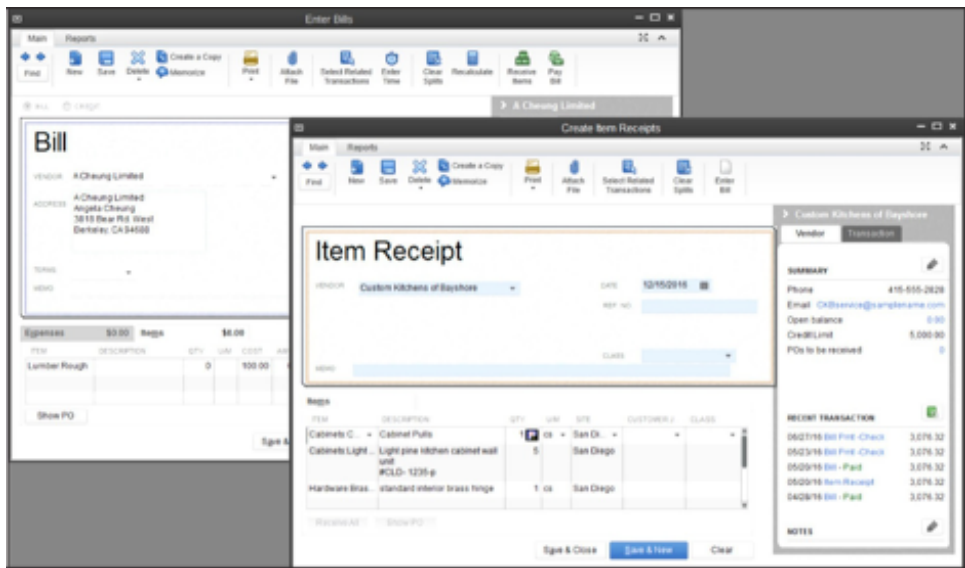 Enter Bills
Main Reports
Find New Save Delete Create a Copy Memorize Print Attach File Select Related Transactions Enter Time Clear Splits Recalculate Receive Items Pay Bill
ALL
A Cheung Limited
Bill
VENDOR A Cheung Limited
ADDRESS A Cheung Limited
Angela Cheung
3818 Bear Rd. West
Berkeley, CA 94688
TERMS
MEMO
Expenses $0.00 Items $0.00
ITEM DESCRIPTION QTY U/M COST
Lumber:Rough 0 100.00
Show PO
Create Item Receipts
Main Reports
Find New Save Delete Create a Copy Memorize Print Attach File Select Related Transactions Clear Splits Enter Bill
Item Receipt
VENDOR Custom Kitchens of Bayshore
DATE 12/15/2016
REF. NO.
CLASS
MEMO
Items
ITEM DESCRIPTION QTY U/M SITE CUSTOMER:J CLASS
Cabinets:C... Cabinet Pulls 1 cs San Di...
Cabinets:Light ... Light pine kitchen cabinet wall unit 5 San Diego
#CLD- 1235-p
Hardware:Bras... standard interior brass hinge 1 cs San Diego
Receive All Show PO
Save & Close Save & New Clear
Custom Kitchens of Bayshore
Vendor Transaction
SUMMARY
Phone 415-555-2828
Email CKBservice@samplename.com
Open balance 0.00
Credit Limit 5,000.00
POs to be received 0
RECENT TRANSACTION
06/27/16 Bill Pmt -Check 3,076.32
05/23/16 Bill Pmt -Check 3,076.32
05/20/16 Bill - Paid 3,076.32
05/20/16 Item Receipt 3,076.32
04/28/16 Bill - Paid 3,076.32
NOTES